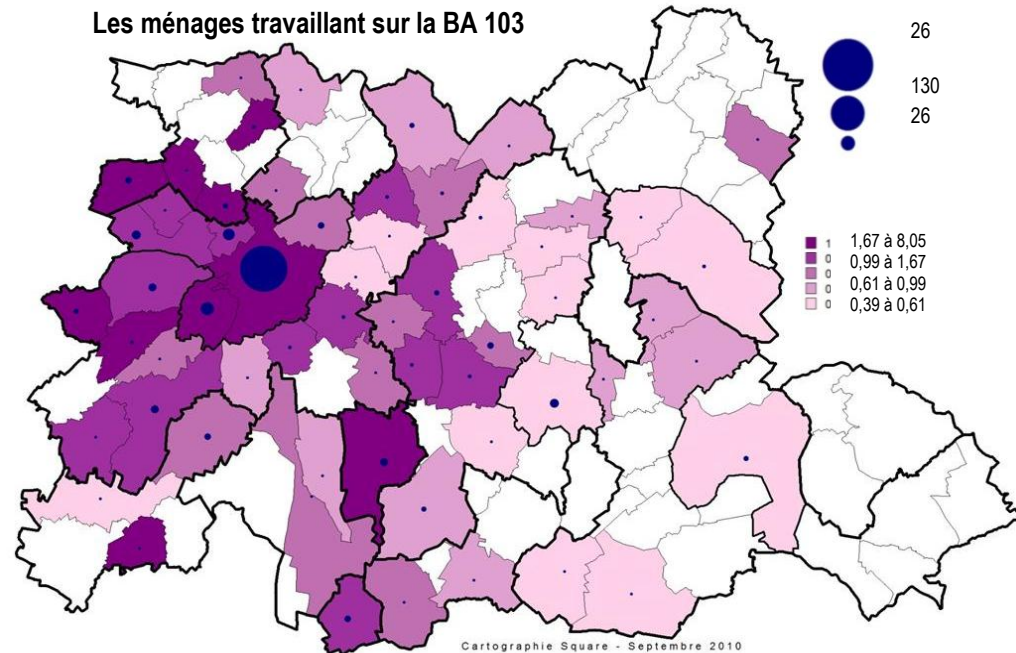 Les ménages travaillant sur la BA 103
26
130
26
1 1,67 à 8,05
0 0,99 à 1,67
0
0 0,61 à 0,99
0 0,39 à 0,61
Cartographie Square - Septembre 2010